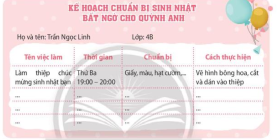 KẾ HOẠCH CHUẨN BỊ SINH NHẬT
BẤT NGỜ CHO QUỲNH ANH
Họ và tên: Trần Ngọc Linh Lớp: 4B
Tên việc làm Thời gian Chuẩn bị Cách thực hiện
Làm thiệp chúc Thứ Ba Giấy, màu, hạt cườm,... Vẽ hình bông hoa, cắt
mừng sinh nhật bạn 19:00 – 20:00 và dán vào thiệp
... ... ... ...
... ... ... ...